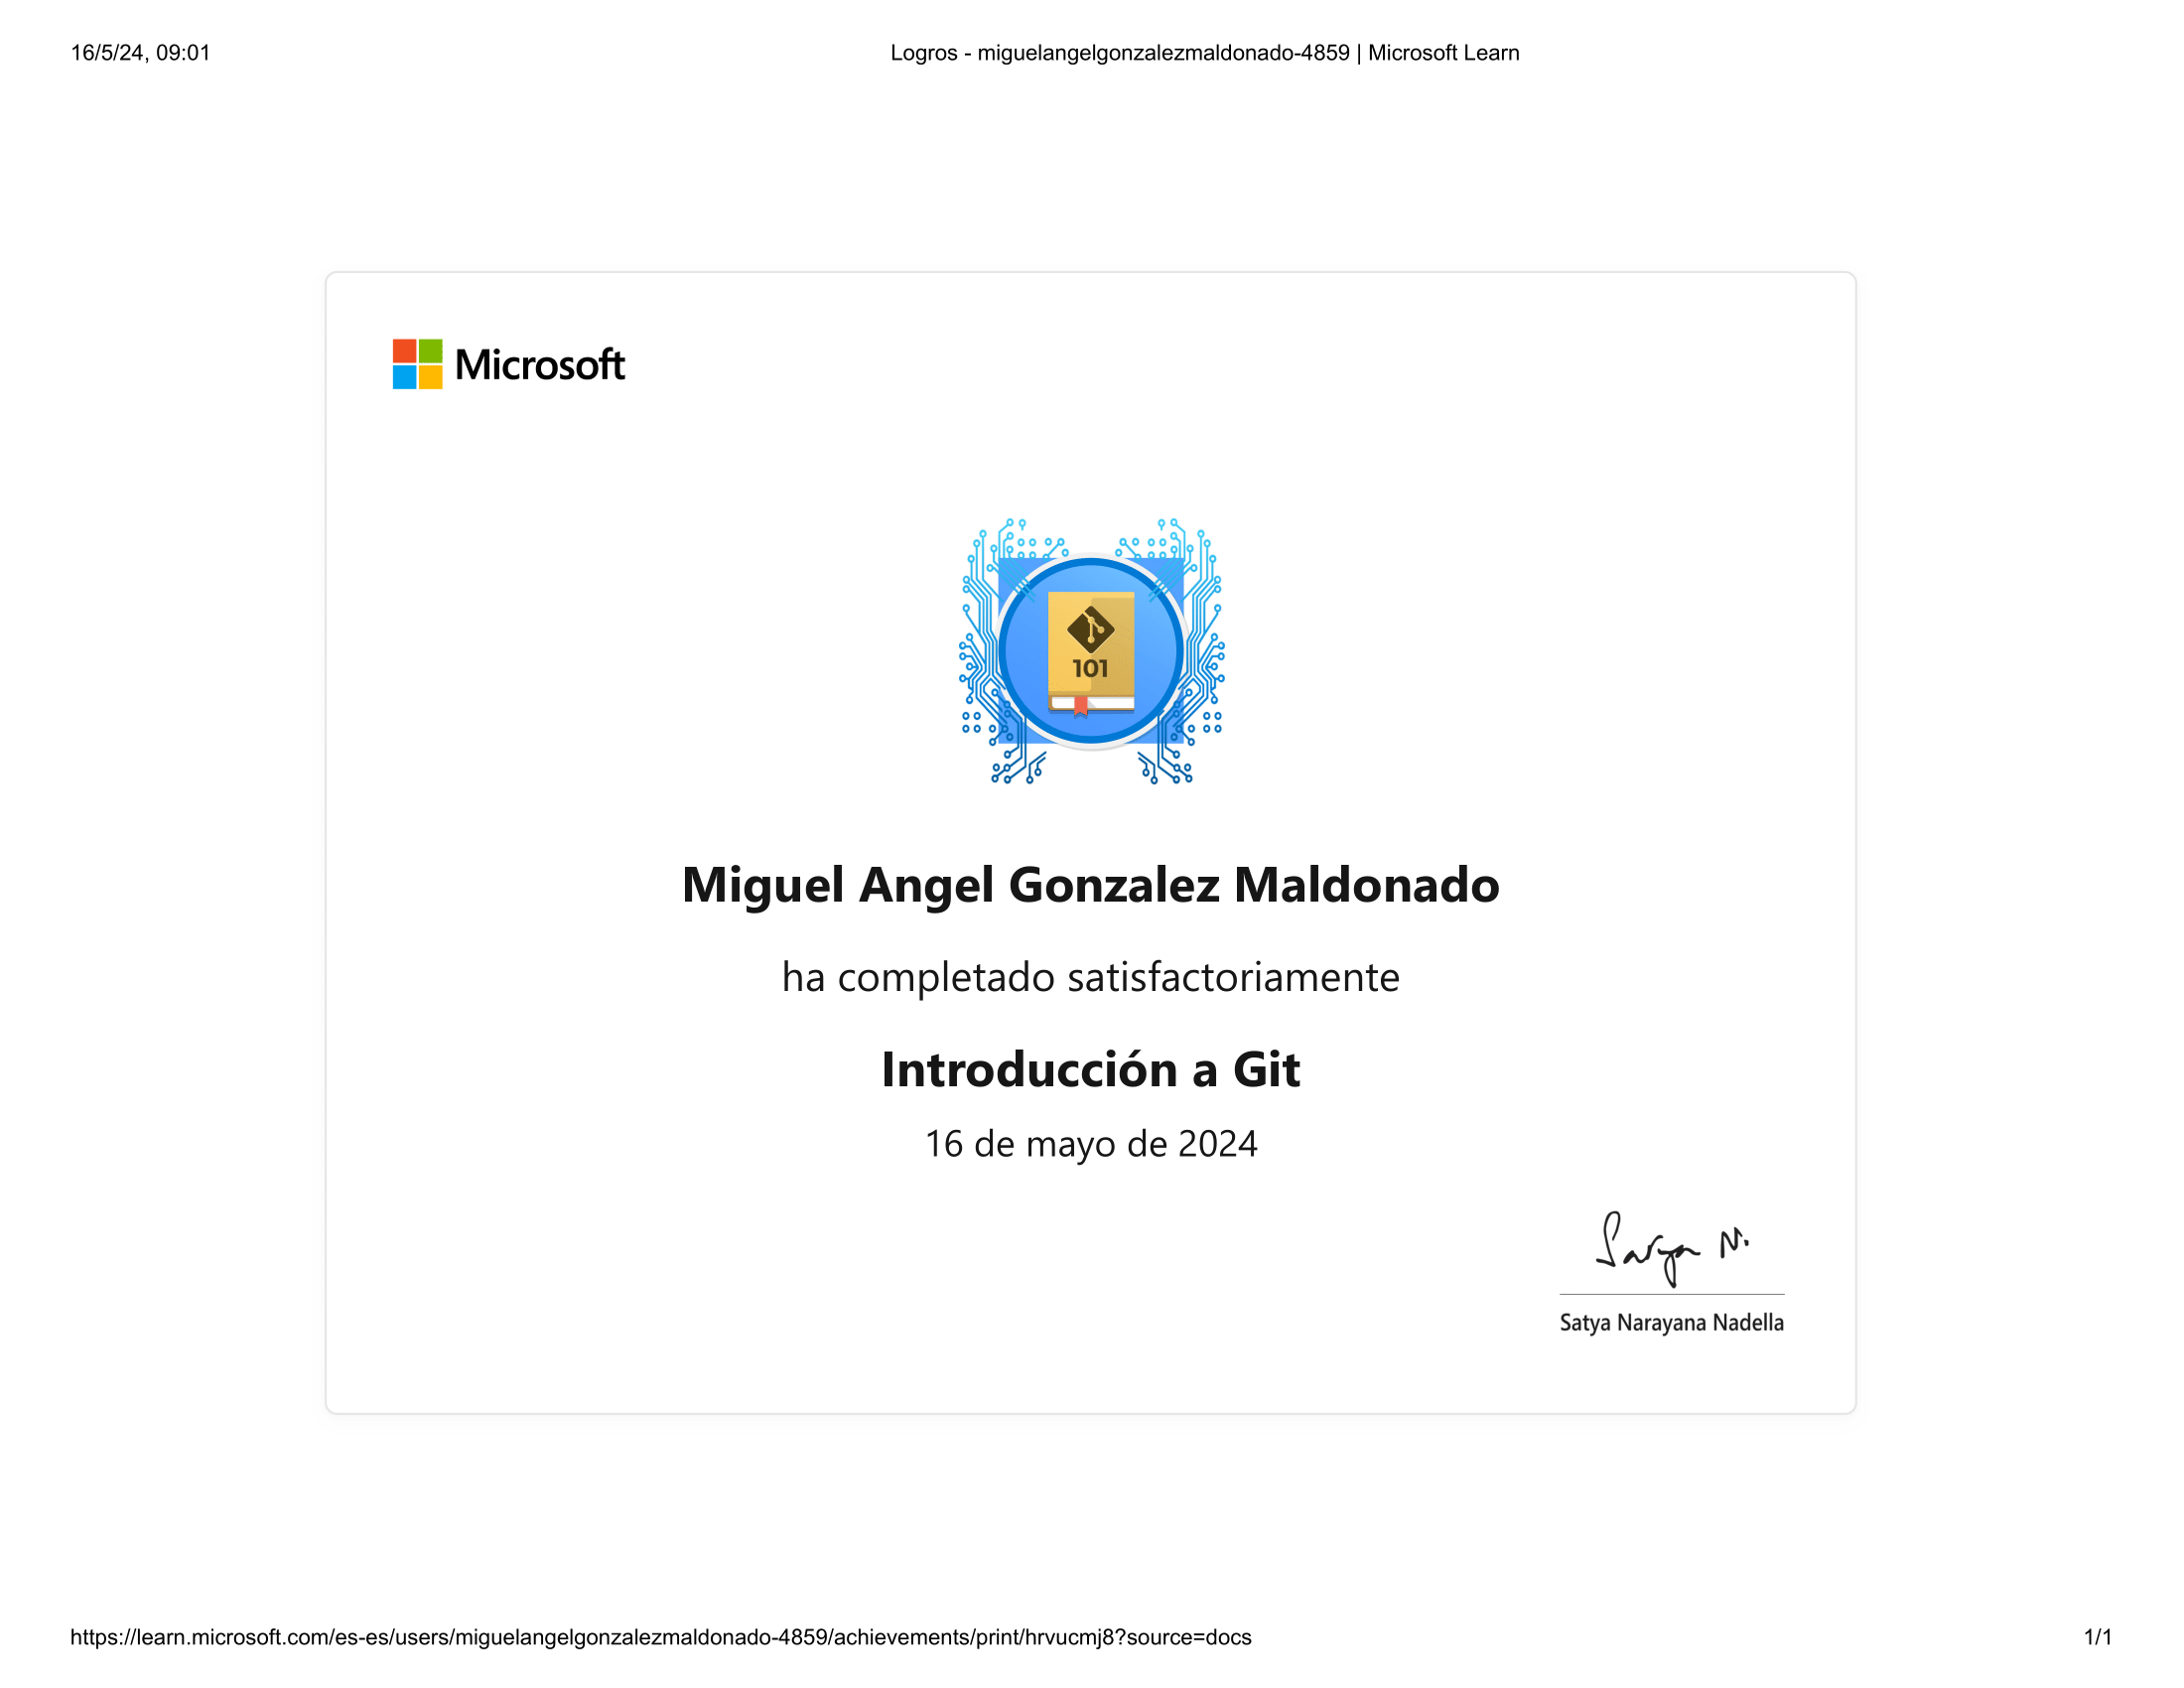 16/5/24, 09:01
Logros - miguelangelgonzalezmaldonado-4859 | Microsoft Learn
Microsoft
101
Miguel Angel Gonzalez Maldonado
ha completado satisfactoriamente
Introducción a Git
16 de mayo de 2024
Satya N.
Satya Narayana Nadella
https://learn.microsoft.com/es-es/users/miguelangelgonzalezmaldonado-4859/achievements/print/hrvucmj8?source=docs
1/1